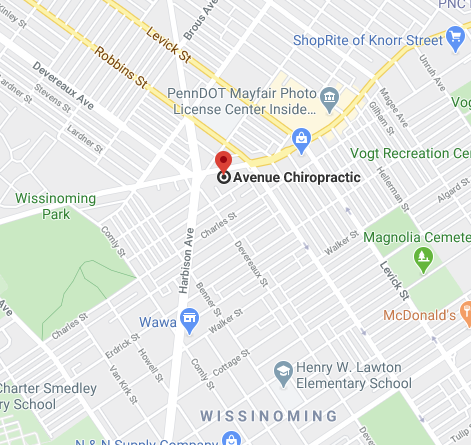 issinoming
Brous Ave
PNC
Levick St
ShopRite of Knorr Street
Robbins St
Unruh Ave
Devereaux Ave
PennDOT Mayfair Photo
License Center Inside...
Magee Ave
Lardner St
Stevens St
Gilham St
Vog
Lardner St
Vogt Recreation Cen
Avenue Chiropractic
Hellerman St
Algard St
Wissinoming
Park
Charles St
Comly St
Walker St
Magnolia Cemete
Harbison Ave
Devereaux St
Levick St
Benner St
Wawa
Walker St
McDonald's
Charles St
Erdrick St
Howell St
Ave
Comly St
Cottage St
Van Kirk St
Henry W. Lawton
Elementary School
Charter Smedley
ry School
WISSINOMING
Tulip
N & N Supply Company